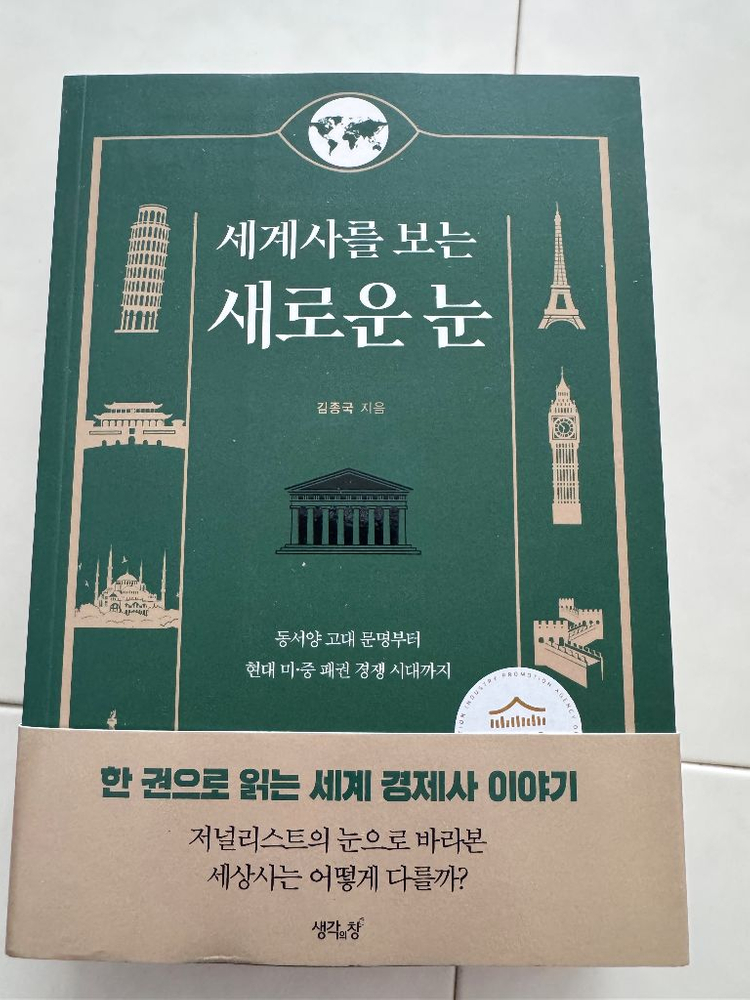 세계사를 보는
새로운 눈
김종국 지음
동서양 고대 문명부터
현대 미·중 패권 경쟁 시대까지
INDUSTRY PROMOTION AGENCY
한 권으로 읽는 세계 경제사 이야기
저널리스트의 눈으로 바라본
세상사는 어떻게 다를까?
생각의창